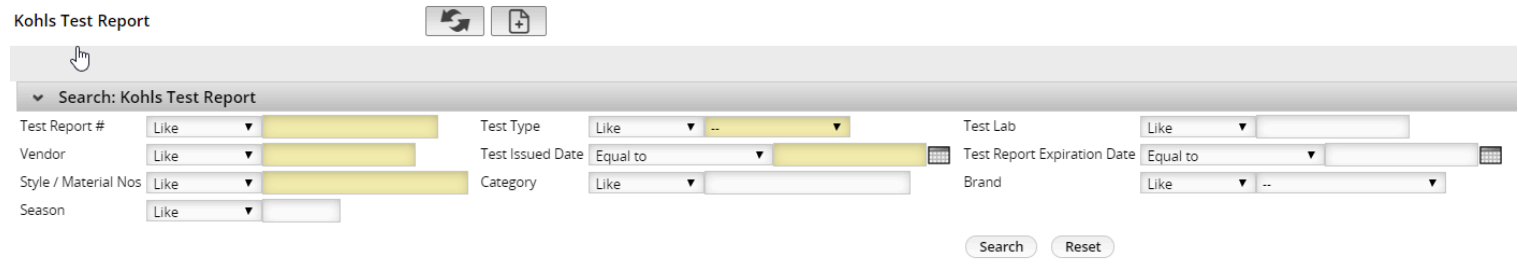 Kohls Test Report
Search: Kohls Test Report
Test Report # Like Test Type Like -- Test Lab Like
Vendor Like Test Issued Date Equal to Test Report Expiration Date Equal to
Style / Material Nos Like Category Like Brand Like --
Season Like
Search Reset